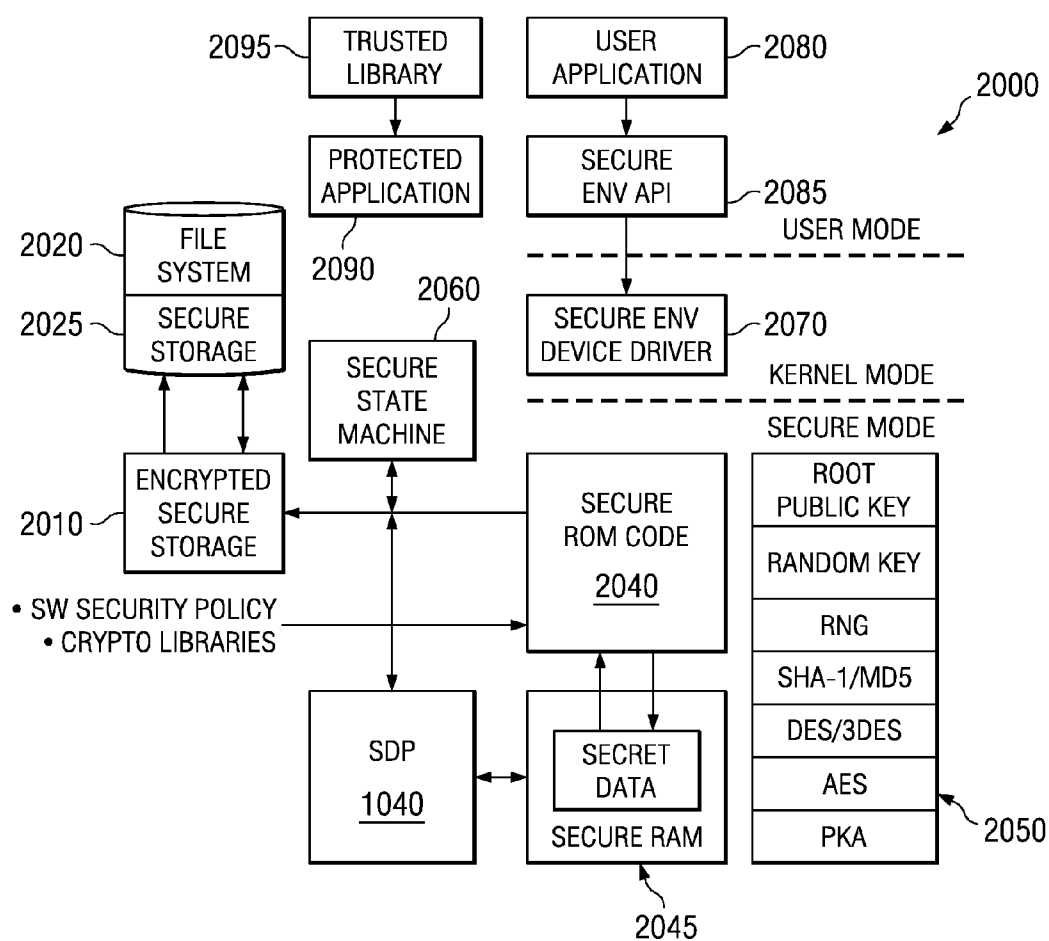 2095
TRUSTED
LIBRARY
USER
APPLICATION
2080
2000
PROTECTED
APPLICATION
2090
SECURE
ENV API
2085
USER MODE
2020
FILE
SYSTEM
2025
SECURE
STORAGE
2060
SECURE
STATE
MACHINE
SECURE ENV
DEVICE DRIVER
2070
KERNEL MODE
SECURE MODE
2010
ENCRYPTED
SECURE
STORAGE
SECURE
ROM CODE
2040
• SW SECURITY POLICY
• CRYPTO LIBRARIES
ROOT
PUBLIC KEY
RANDOM KEY
RNG
SHA-1/MD5
DES/3DES
AES
PKA
2050
SDP
1040
SECRET
DATA
SECURE RAM
2045